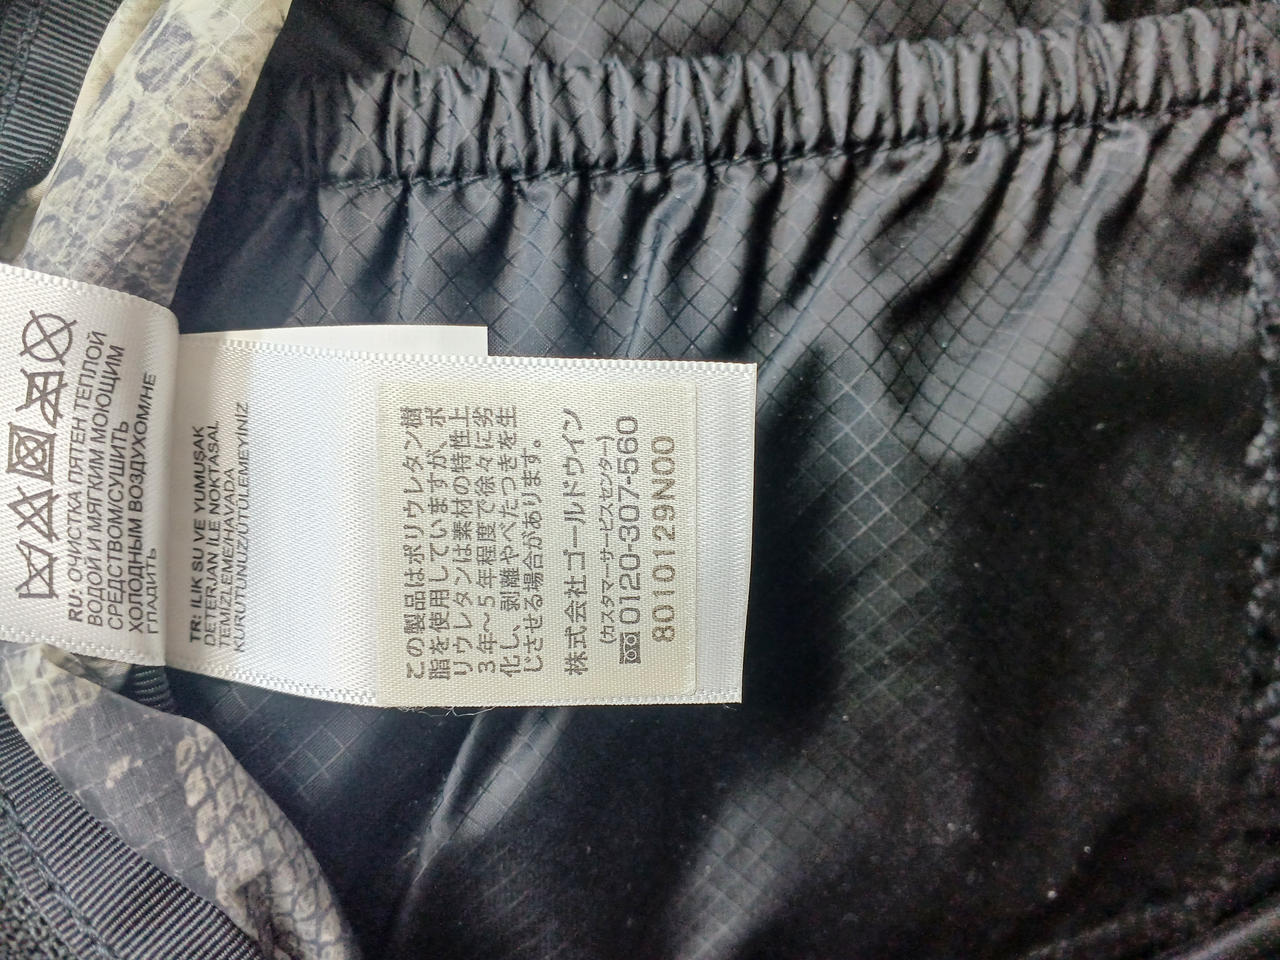 RU: ОЧИСТКА ПЯТЕН ТЕПЛОЙ
ВОДОЙ И МЯГКИМ МОЮЩИМ
СРЕДСТВОМ/СУШИТЬ
ХОЛОДНЫМ ВОЗДУХОМ/НЕ
ГЛАДИТЬ
TR: ILIK SU VE YUMUSAK
DETERJAN ILE NOKTASAL
TEMIZLEME/HAVADA
KURUTUNUZ/UTULEMEYINIZ
この製品はポリウレタン樹
脂を使用していますが、ポ
リウレタンは素材の特性上
3年～5年程度で徐々に劣
化し、剥離やべたつきを生
じさせる場合があります。
株式会社ゴールドウイン
(カスタマーサービスセンター)
0120-307-560
8010129N00